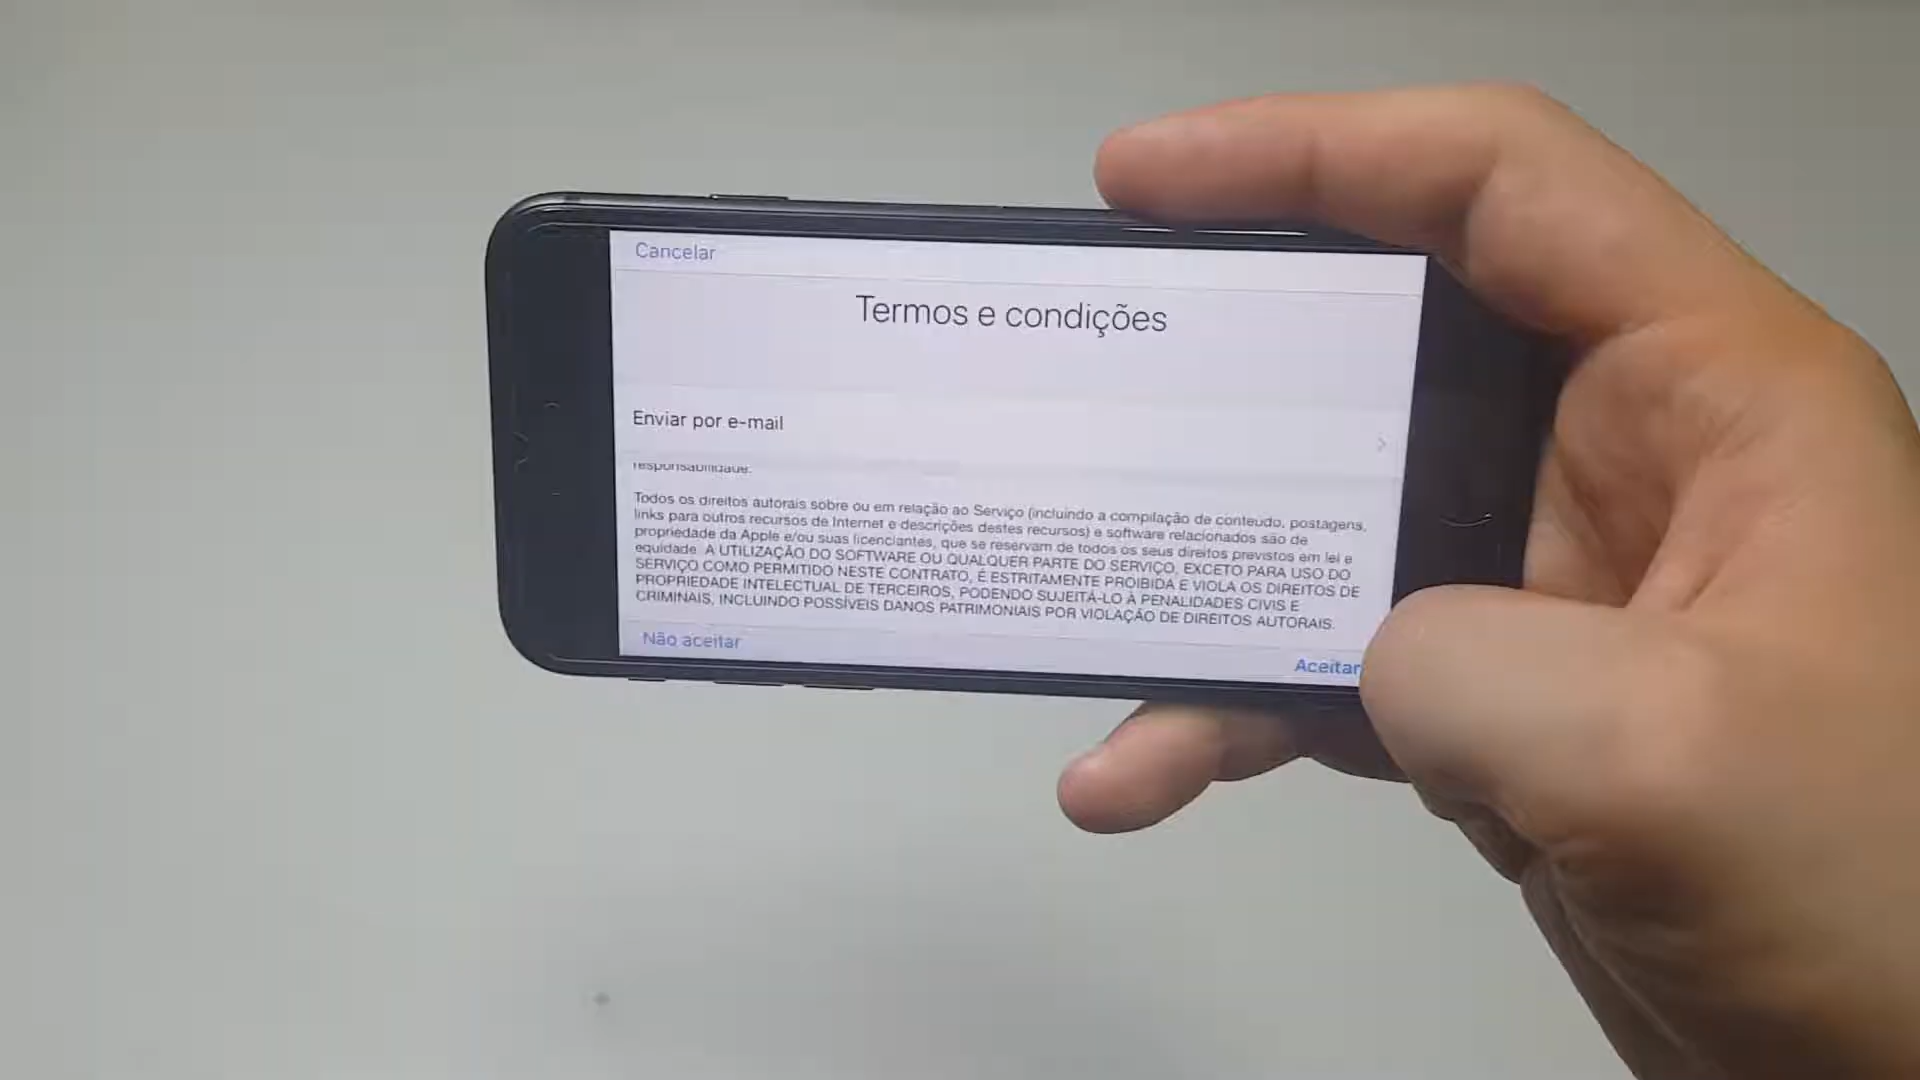 Cancelar
Termos e condições
Enviar por e-mail
responsabilidade.
Todos os direitos autorais sobre ou em relação ao Serviço (incluindo a compilação de conteúdo, postagens,
links para outros recursos de Internet e descrições destes recursos) e software relacionados são de
propriedade da Apple e/ou suas licenciantes, que se reservam de todos os seus direitos previstos em lei e
equidade. A UTILIZAÇÃO DO SOFTWARE OU QUALQUER PARTE DO SERVIÇO, EXCETO PARA USO DO
SERVIÇO COMO PERMITIDO NESTE CONTRATO, É ESTRITAMENTE PROIBIDA E VIOLA OS DIREITOS DE
PROPRIEDADE INTELECTUAL DE TERCEIROS, PODENDO SUJEITÁ-LO À PENALIDADES CIVIS E
CRIMINAIS, INCLUINDO POSSÍVEIS DANOS PATRIMONIAIS POR VIOLAÇÃO DE DIREITOS AUTORAIS.
Não aceitar
Aceitar